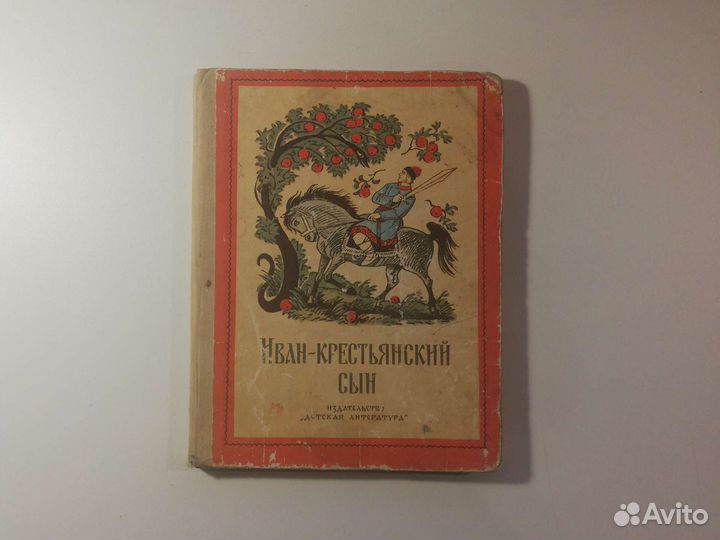 Иван-крестьянский
сын
издательство
„Детская литература"
Avito